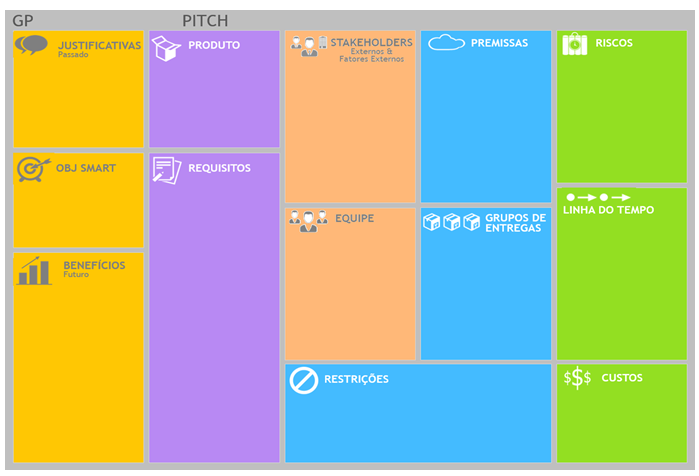 GP
PITCH
JUSTIFICATIVAS
Passado
OBJ SMART
BENEFÍCIOS
Futuro
PRODUTO
REQUISITOS
STAKEHOLDERS
Externos &
Fatores Externos
EQUIPE
PREMISSAS
GRUPOS DE
ENTREGAS
RESTRIÇÕES
RISCOS
LINHA DO TEMPO
$$$ CUSTOS